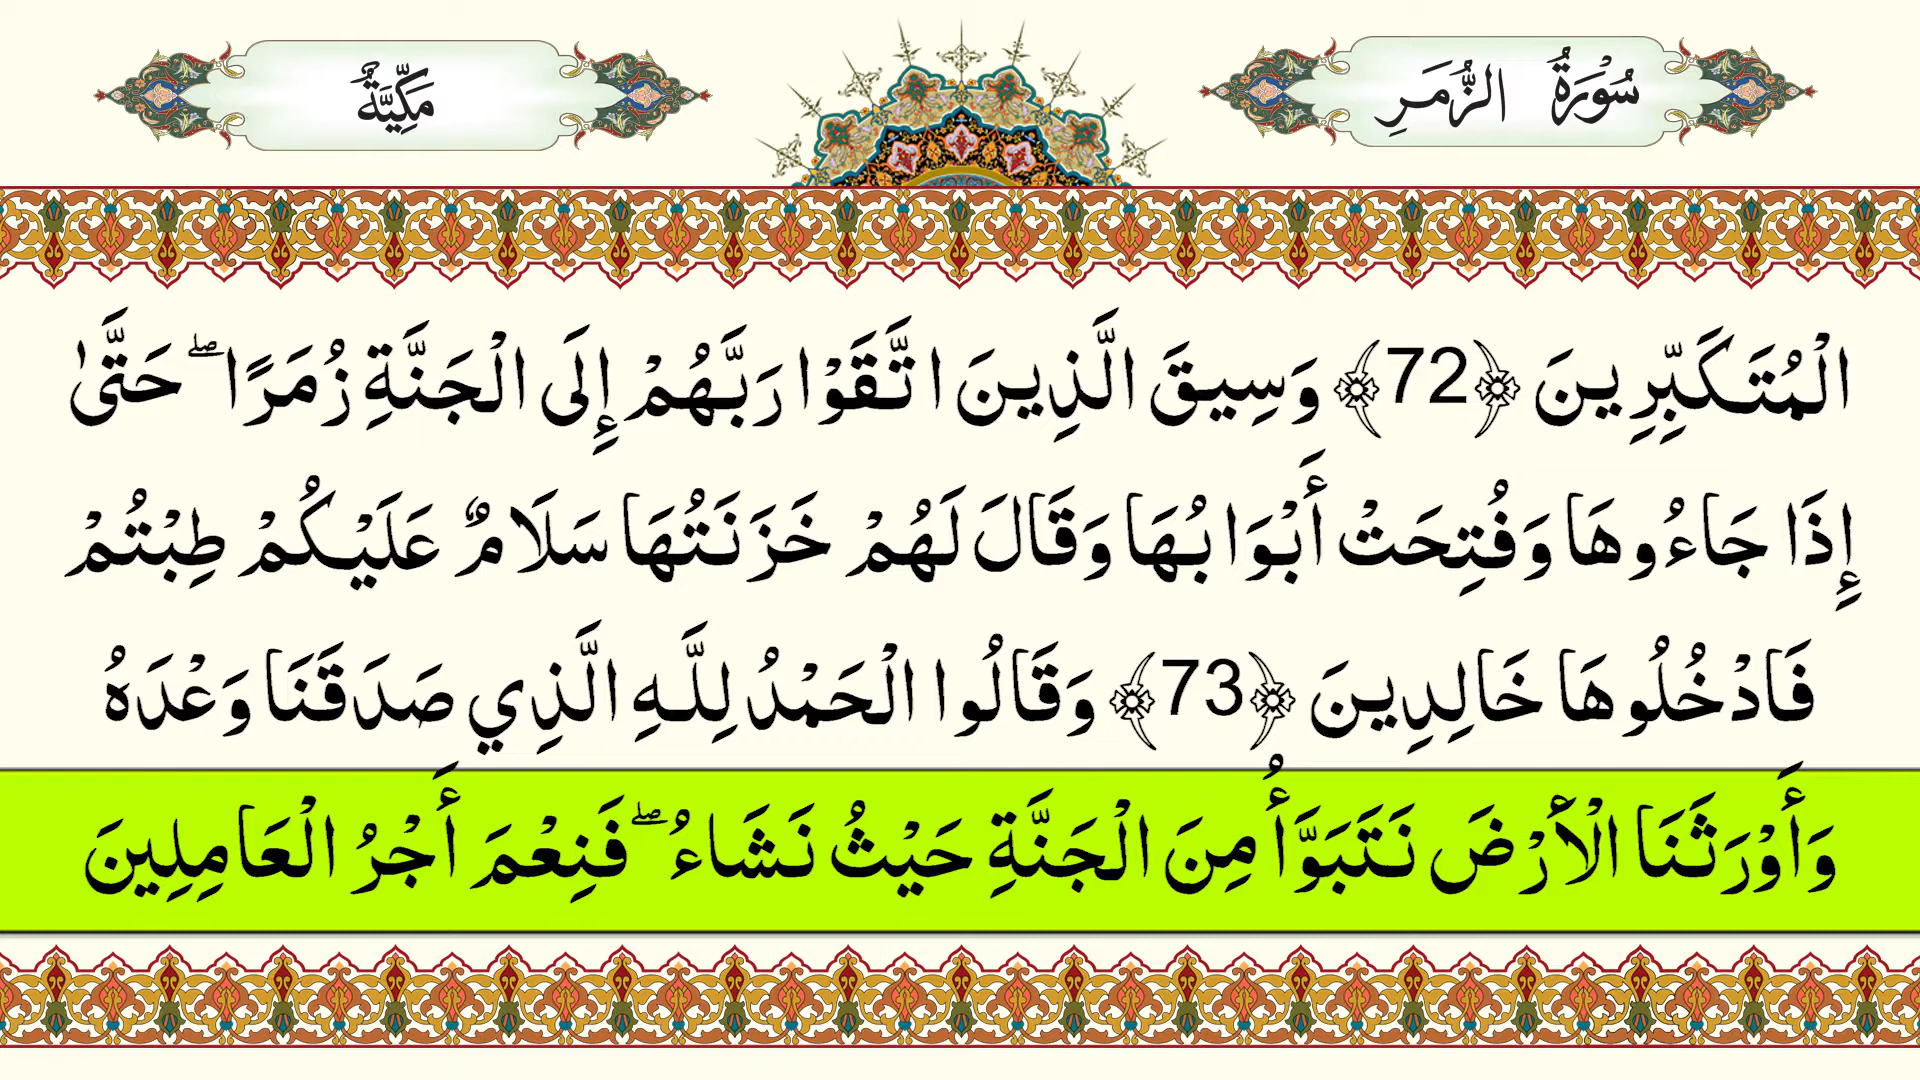 سُوْرَةُ الزُّمَرِ
مَكِّيَّةٌ
الْمُتَكَبِّرِينَ ﴿72﴾ وَسِيقَ الَّذِينَ اتَّقَوْا رَبَّهُمْ إِلَى الْجَنَّةِ زُمَرًا ۖ حَتَّىٰ
إِذَا جَاءُوهَا وَفُتِحَتْ أَبْوَابُهَا وَقَالَ لَهُمْ خَزَنَتُهَا سَلَامٌ عَلَيْكُمْ طِبْتُمْ
فَادْخُلُوهَا خَالِدِينَ ﴿73﴾ وَقَالُوا الْحَمْدُ لِلَّهِ الَّذِي صَدَقَنَا وَعْدَهُ
وَأَوْرَثَنَا الْأَرْضَ نَتَبَوَّأُ مِنَ الْجَنَّةِ حَيْثُ نَشَاءُ ۖ فَنِعْمَ أَجْرُ الْعَامِلِينَ